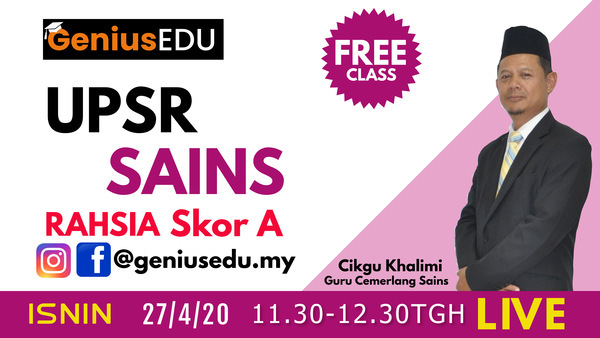 GeniusEDU
FREE
CLASS
UPSR
SAINS
RAHSIA Skor A
@geniusedu.my
Cikgu Khalimi
Guru Cemerlang Sains
ISNIN 27/4/20 11.30-12.30TGH LIVE